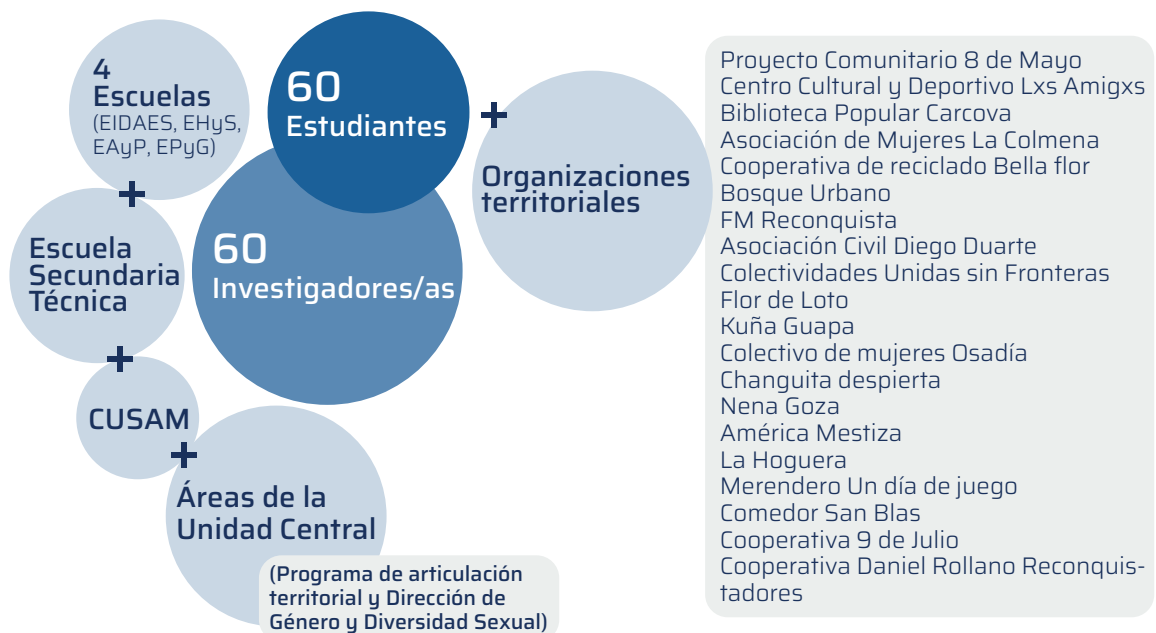 4
Escuelas
(EIDAES, EHyS,
EAyP, EPyG)
+
Escuela
Secundaria
Técnica
+
CUSAM
+
Áreas de la
Unidad Central
(Programa de articulación
territorial y Dirección de
Género y Diversidad Sexual)
60
Estudiantes
60
Investigadores/as
+
Organizaciones
territoriales
Proyecto Comunitario 8 de Mayo
Centro Cultural y Deportivo Lxs Amigxs
Biblioteca Popular Carcova
Asociación de Mujeres La Colmena
Cooperativa de reciclado Bella flor
Bosque Urbano
FM Reconquista
Asociación Civil Diego Duarte
Colectividades Unidas sin Fronteras
Flor de Loto
Kuña Guapa
Colectivo de mujeres Osadía
Changuita despierta
Nena Goza
América Mestiza
La Hoguera
Merendero Un día de juego
Comedor San Blas
Cooperativa 9 de Julio
Cooperativa Daniel Rollano Reconquis-
tadores